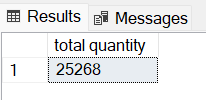 Results Messages
total quantity
1 25268